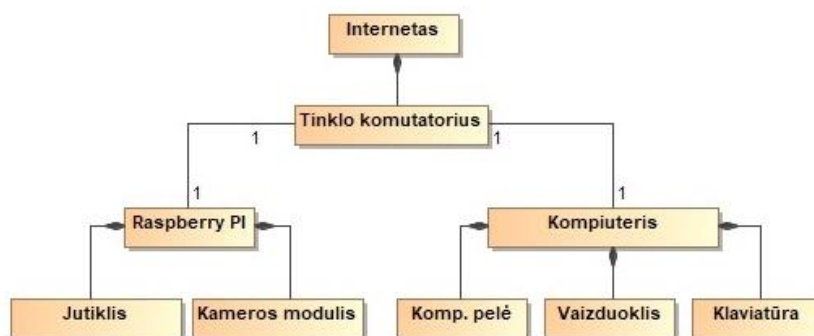 Internetas
Tinklo komutatorius
1
1
1
1
Raspberry PI
Kompiuteris
Jutiklis
Kameros modulis
Komp. pelė
Vaizduoklis
Klaviatūra